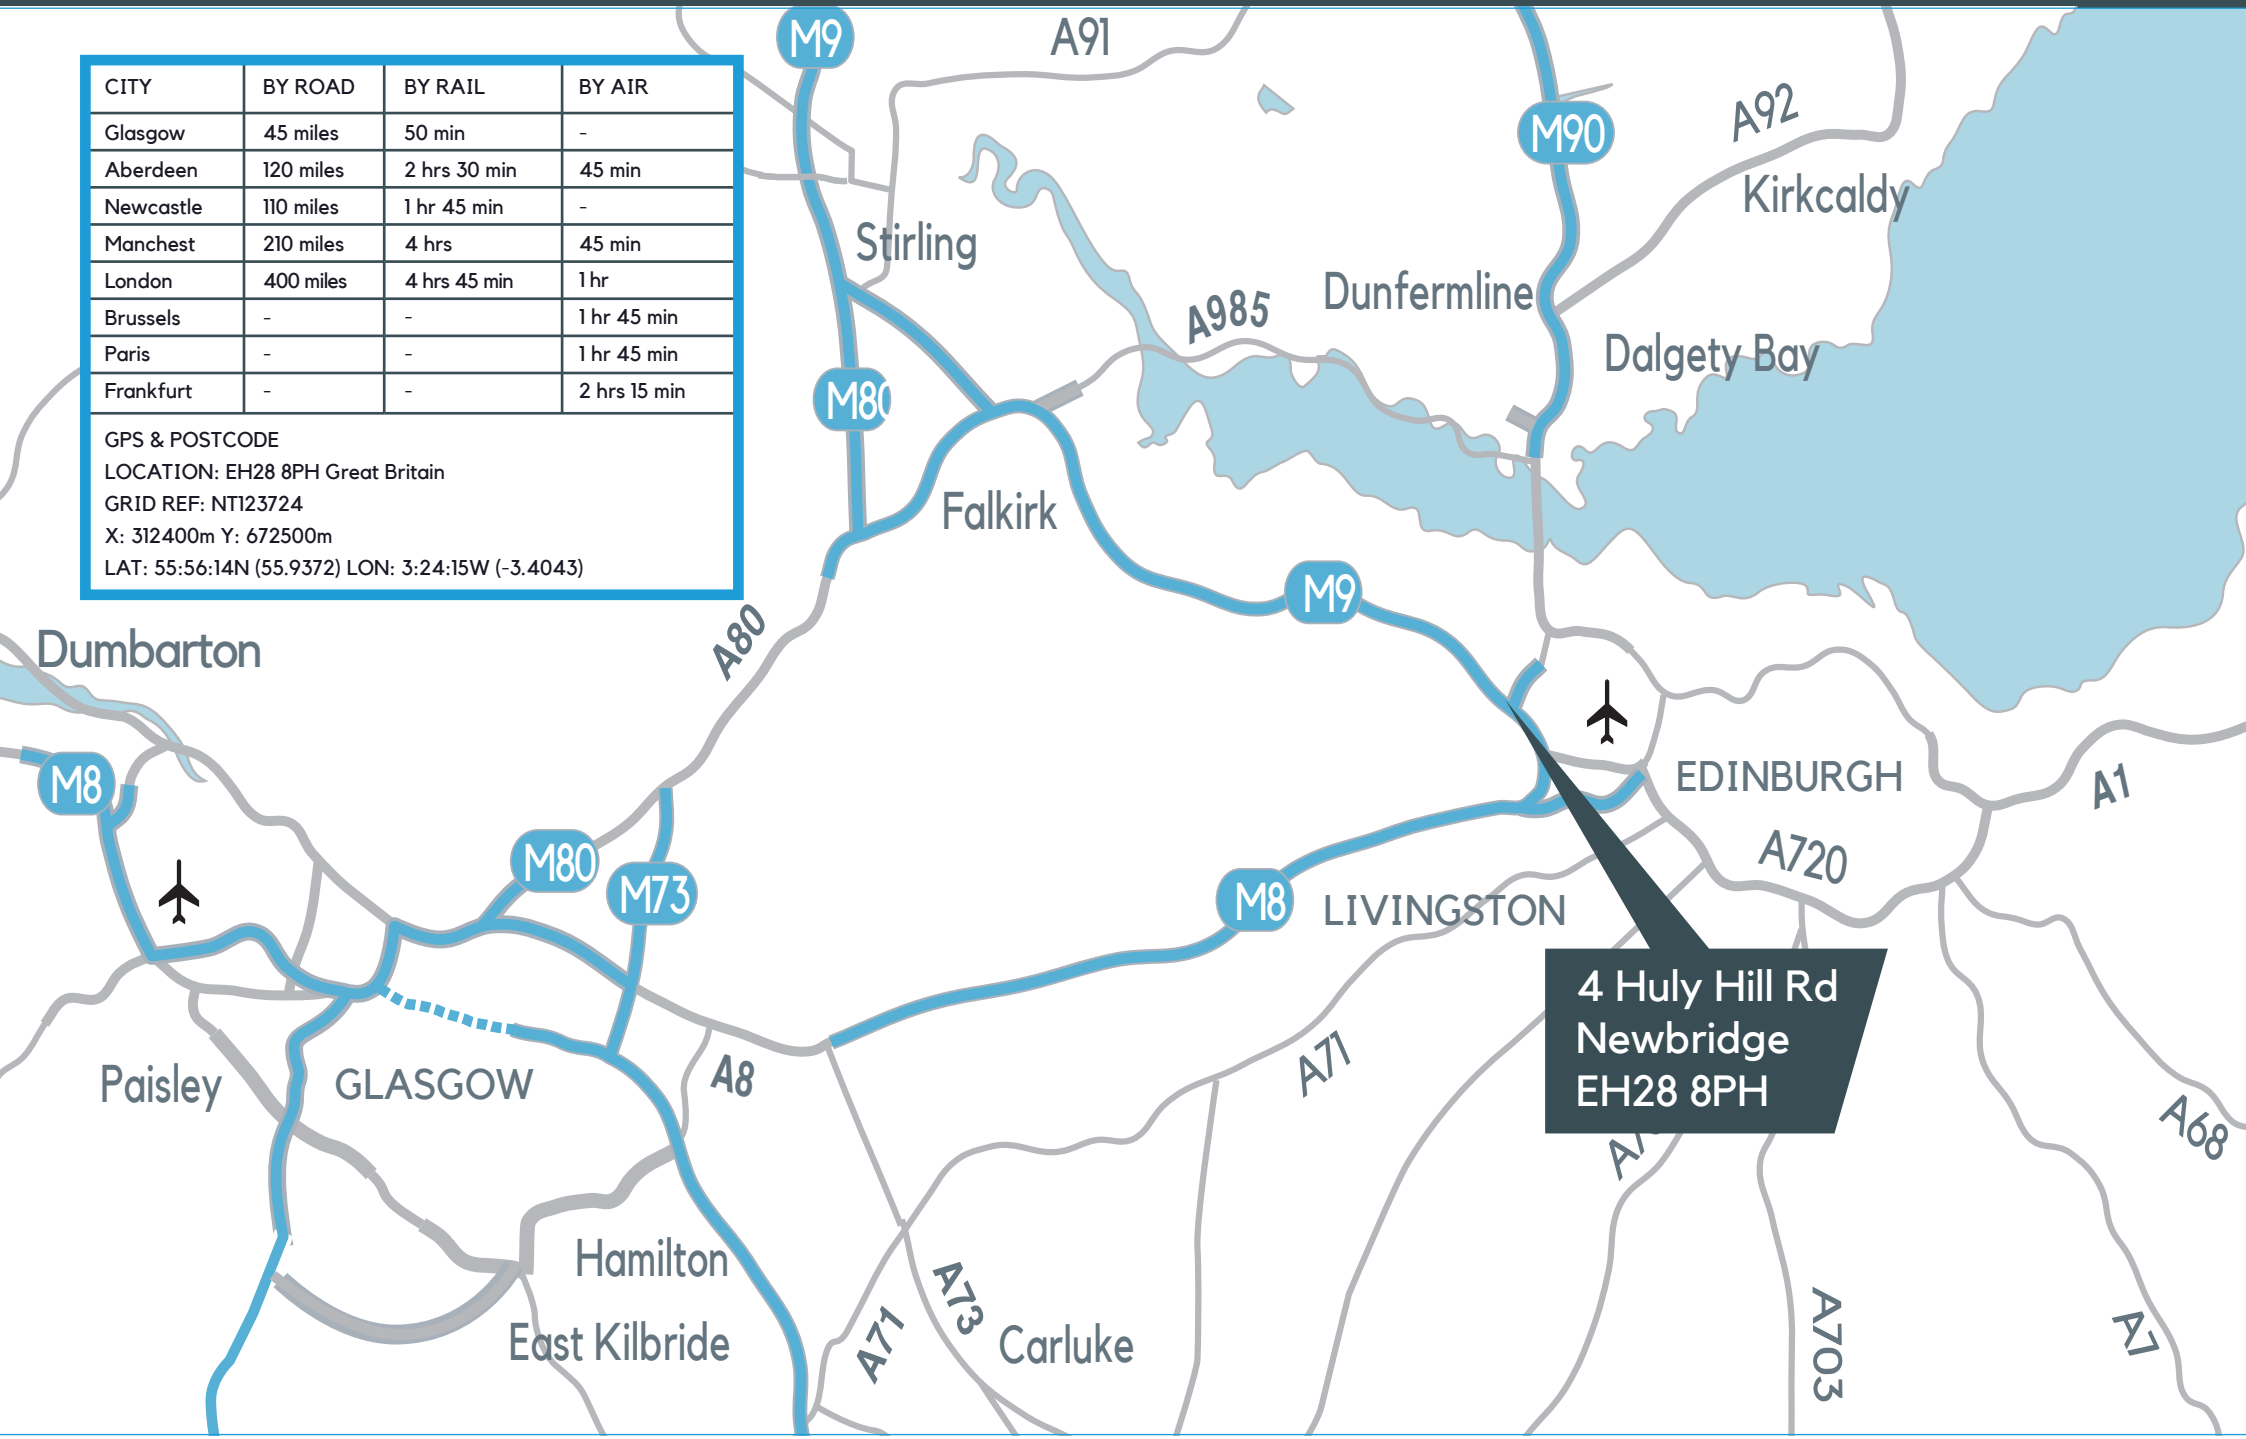 M9
A91
CITY BY ROAD BY RAIL BY AIR
Glasgow 45 miles 50 min -
Aberdeen 120 miles 2 hrs 30 min 45 min
Newcastle 110 miles 1 hr 45 min -
Manchest 210 miles 4 hrs 45 min
London 400 miles 4 hrs 45 min 1 hr
Brussels - - 1 hr 45 min
Paris - - 1 hr 45 min
Frankfurt - - 2 hrs 15 min
GPS & POSTCODE
LOCATION: EH28 8PH Great Britain
GRID REF: NT123724
X: 312400m Y: 672500m
LAT: 55:56:14N (55.9372) LON: 3:24:15W (-3.4043)
M90
A92
Kirkcaldy
Stirling
Dunfermline
A985
Dalgety Bay
M80
Falkirk
M9
A80
Dumbarton
M8
EDINBURGH
A1
M80
M73
A720
M8
LIVINGSTON
4 Huly Hill Rd
Newbridge
EH28 8PH
Paisley
GLASGOW
A8
A71
A68
Hamilton
A73
East Kilbride
A71
Carluke
A703
A7